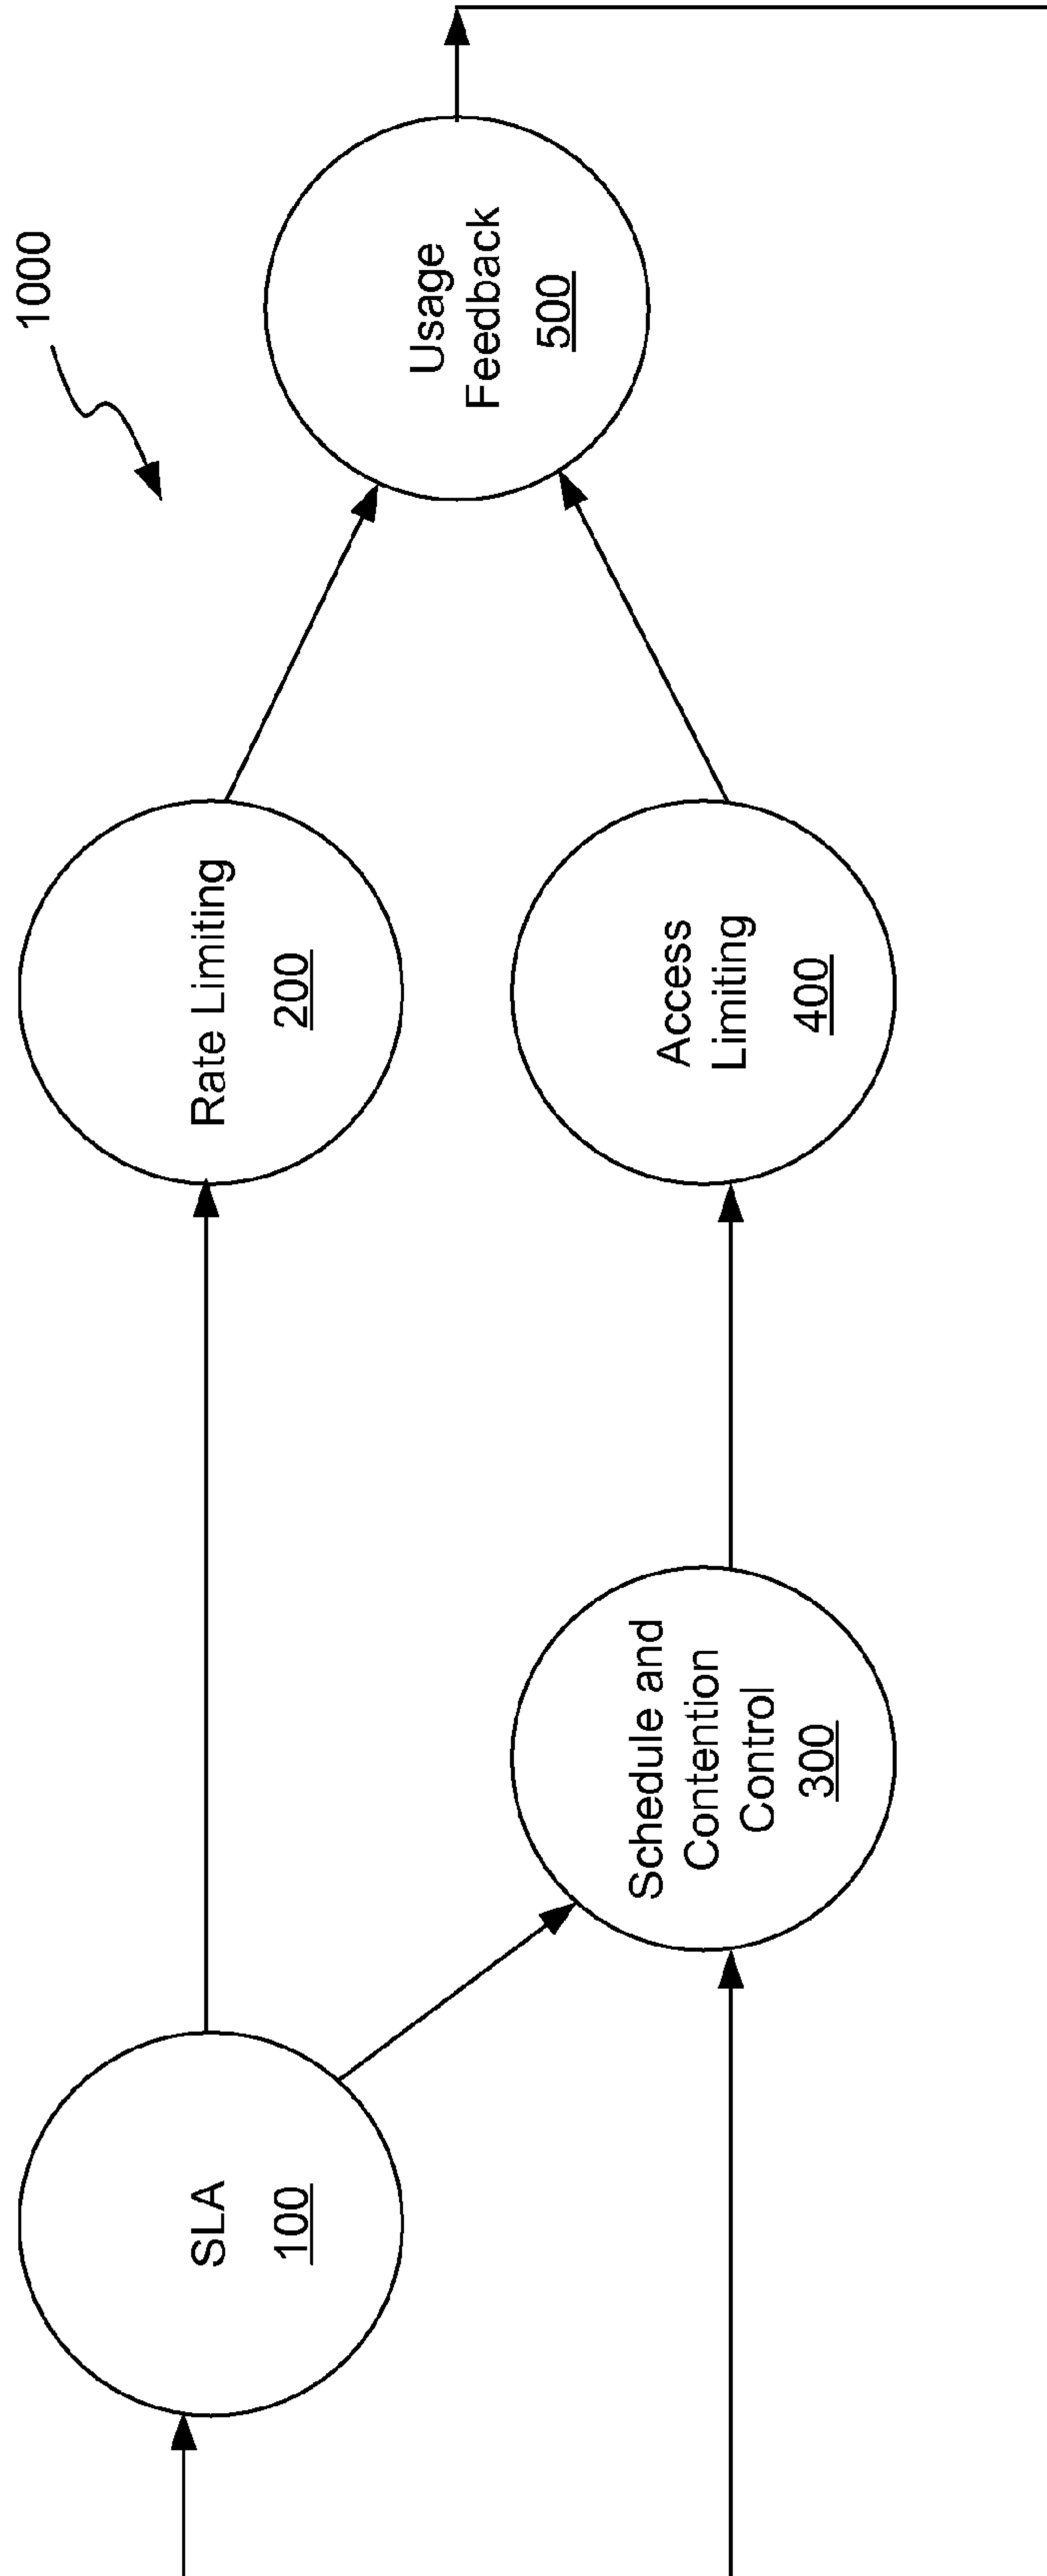 1000
SLA
100
Rate Limiting
200
Schedule and
Contention
Control
300
Access
Limiting
400
Usage
Feedback
500